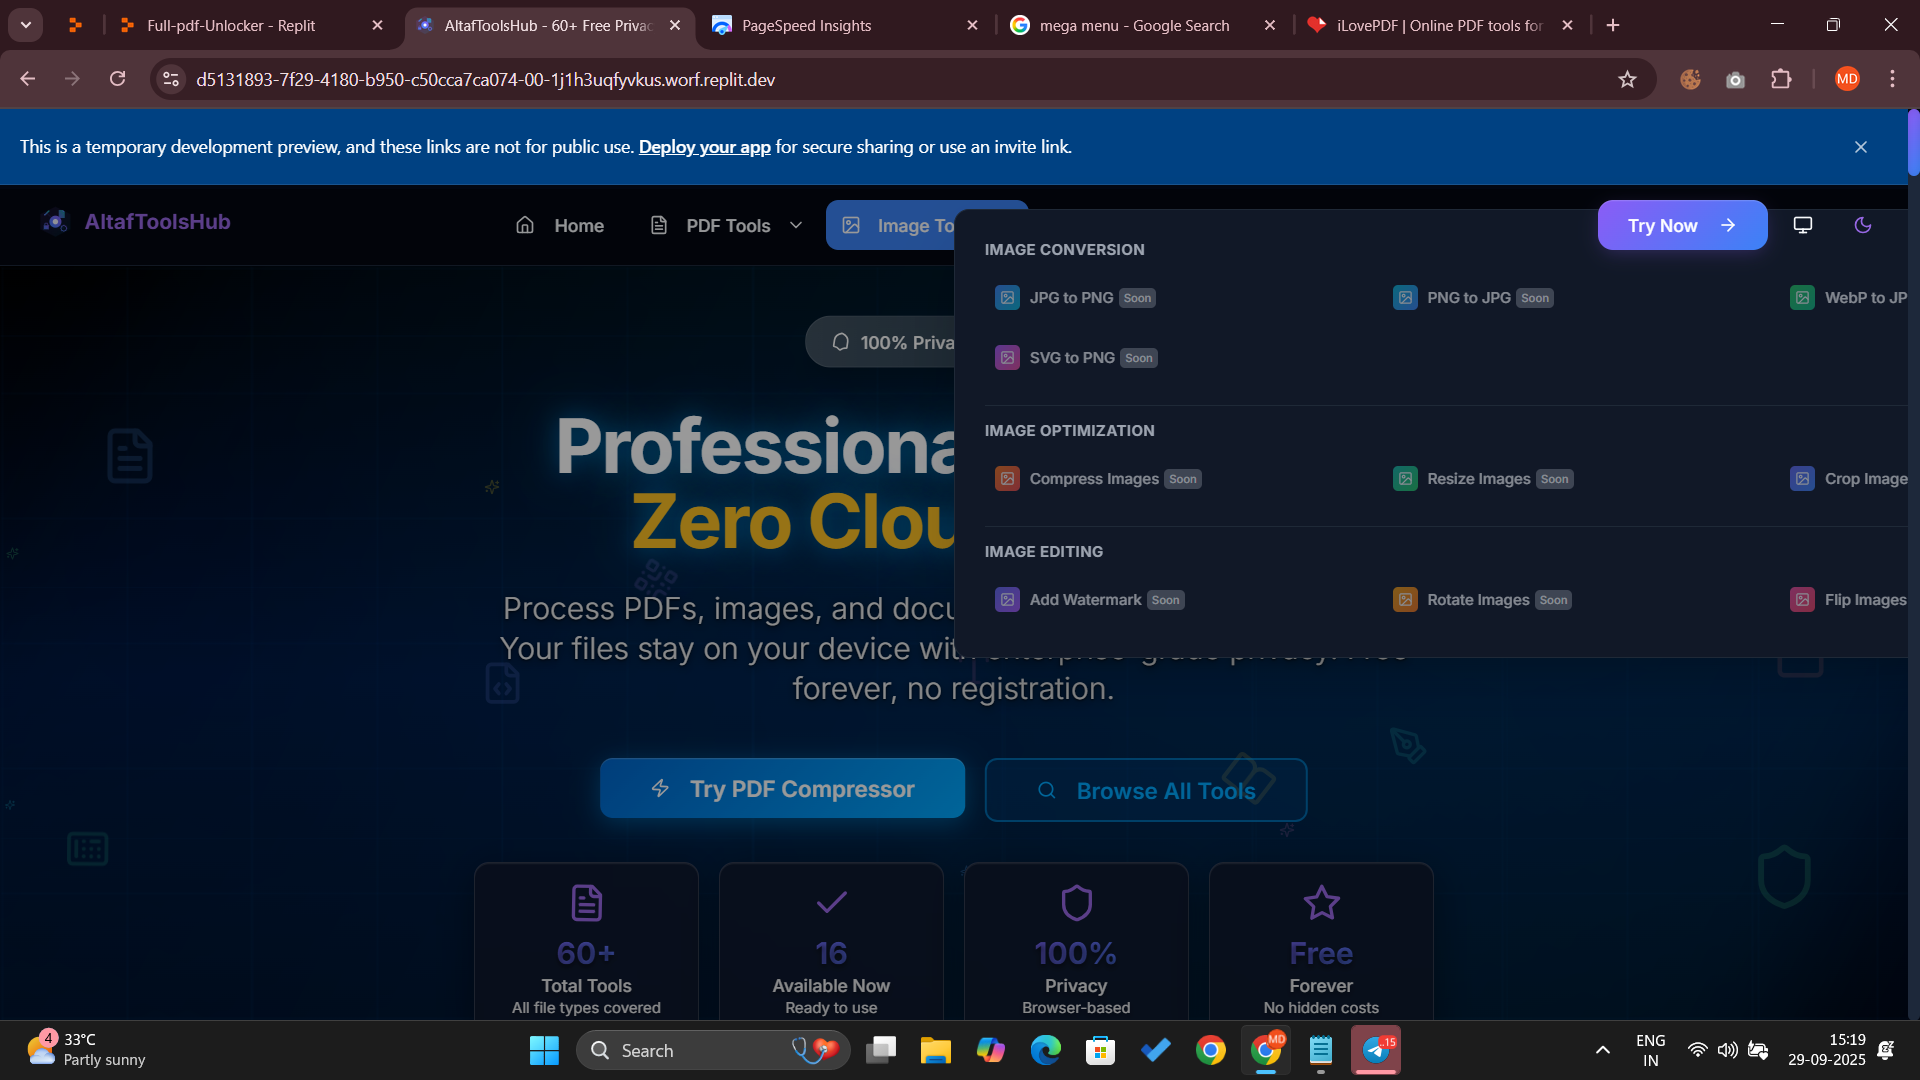 Full-pdf-Unlocker - Replit
AltafToolsHub - 60+ Free Privac
PageSpeed Insights
mega menu - Google Search
iLovePDF | Online PDF tools for
d5131893-7f29-4180-b950-c50cca7ca074-00-1j1h3uqfyvkus.worf.replit.dev
MD
This is a temporary development preview, and these links are not for public use. Deploy your app for secure sharing or use an invite link.
AltafToolsHub
Home
PDF Tools
Image To
Try Now
IMAGE CONVERSION
JPG to PNG Soon
PNG to JPG Soon
WebP to JP
SVG to PNG Soon
100% Priva
IMAGE OPTIMIZATION
Compress Images Soon
Resize Images Soon
Crop Image
IMAGE EDITING
Add Watermark Soon
Rotate Images Soon
Flip Images
Professiona
Zero Clou
Process PDFs, images, and docu
Your files stay on your device with enterprise-grade privacy. Free
forever, no registration.
Try PDF Compressor
Browse All Tools
60+
Total Tools
All file types covered
16
Available Now
Ready to use
100%
Privacy
Browser-based
Free
Forever
No hidden costs
4
33°C
Partly sunny
Search
MD
..15
ENG
IN
15:19
29-09-2025